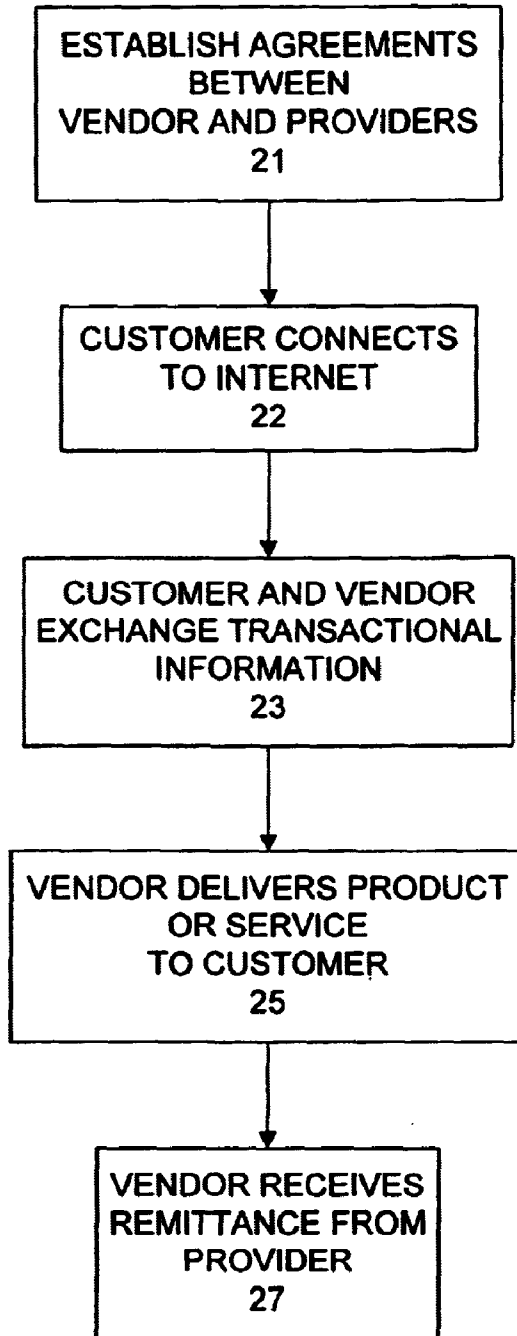 ESTABLISH AGREEMENTS
BETWEEN
VENDOR AND PROVIDERS
21
CUSTOMER CONNECTS
TO INTERNET
22
CUSTOMER AND VENDOR
EXCHANGE TRANSACTIONAL
INFORMATION
23
VENDOR DELIVERS PRODUCT
OR SERVICE
TO CUSTOMER
25
VENDOR RECEIVES
REMITTANCE FROM
PROVIDER
27